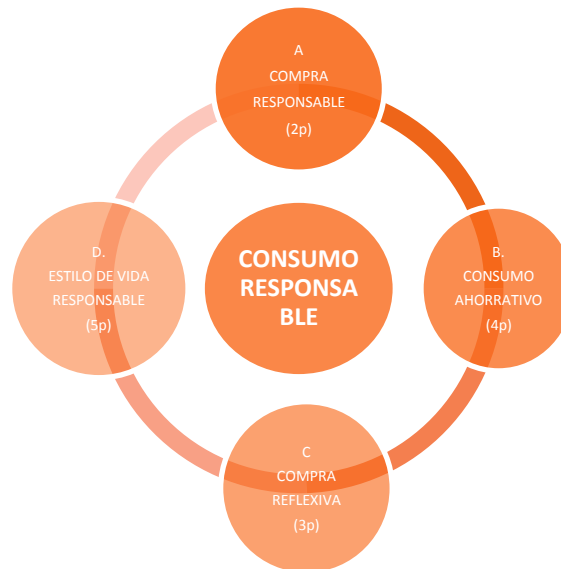 A
COMPRA
RESPONSABLE
(2p)
CONSUMO
RESPONSA
BLE
B.
CONSUMO
AHORRATIVO
(4p)
C
COMPRA
REFLEXIVA
(3p)
D.
ESTILO DE VIDA
RESPONSABLE
(5p)